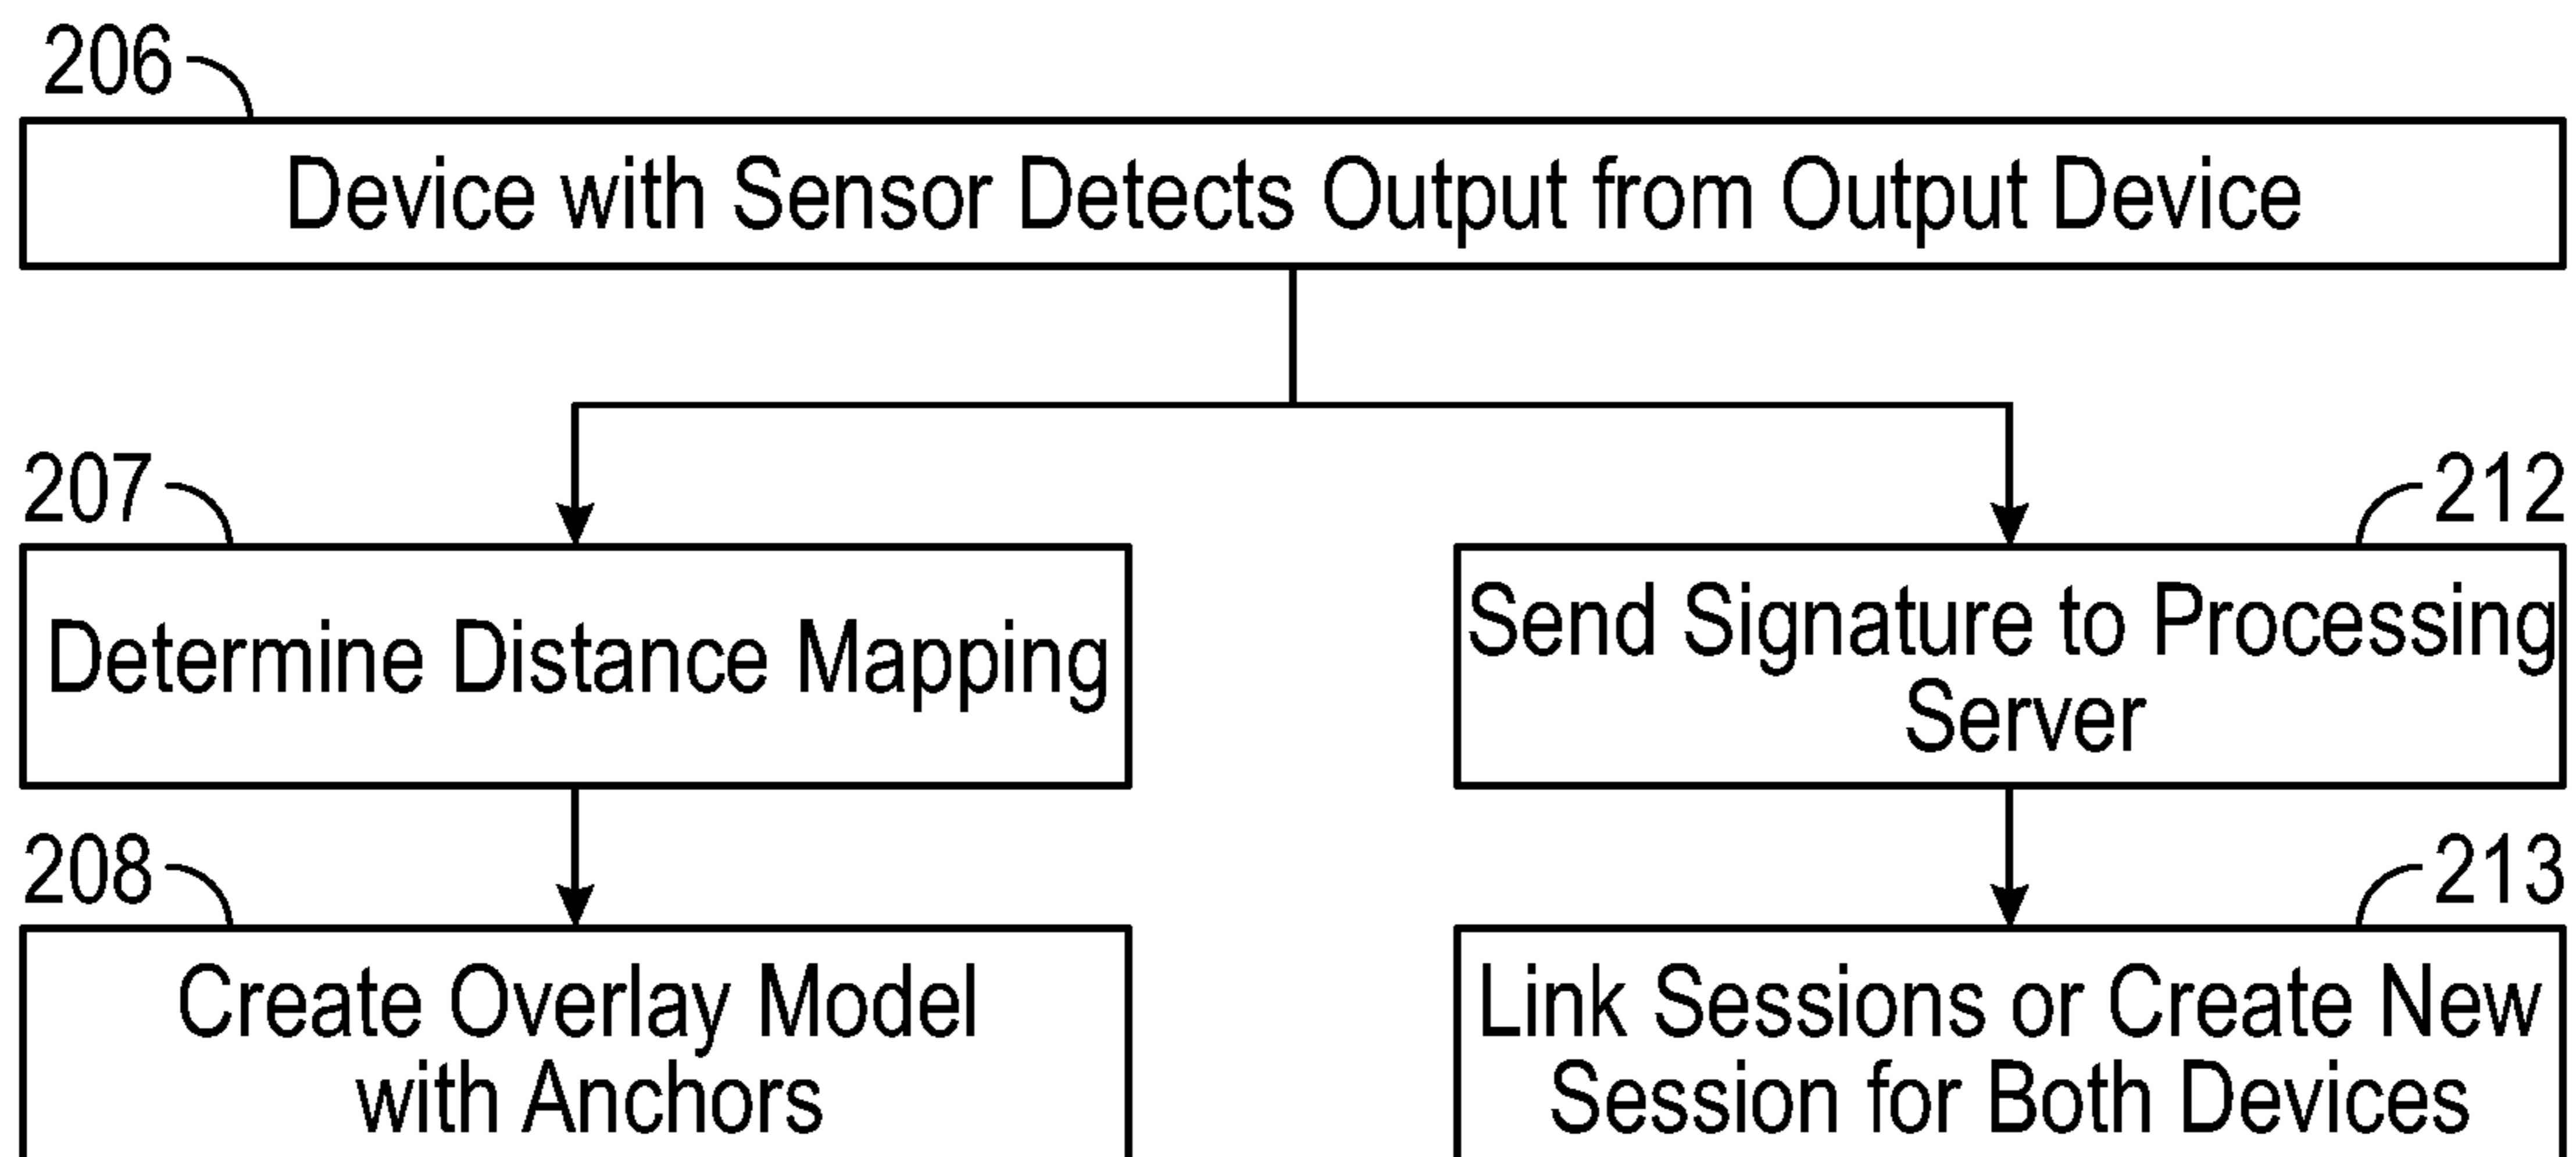 206
Device with Sensor Detects Output from Output Device
207
Determine Distance Mapping
212
Send Signature to Processing
Server
208
Create Overlay Model
with Anchors
213
Link Sessions or Create New
Session for Both Devices